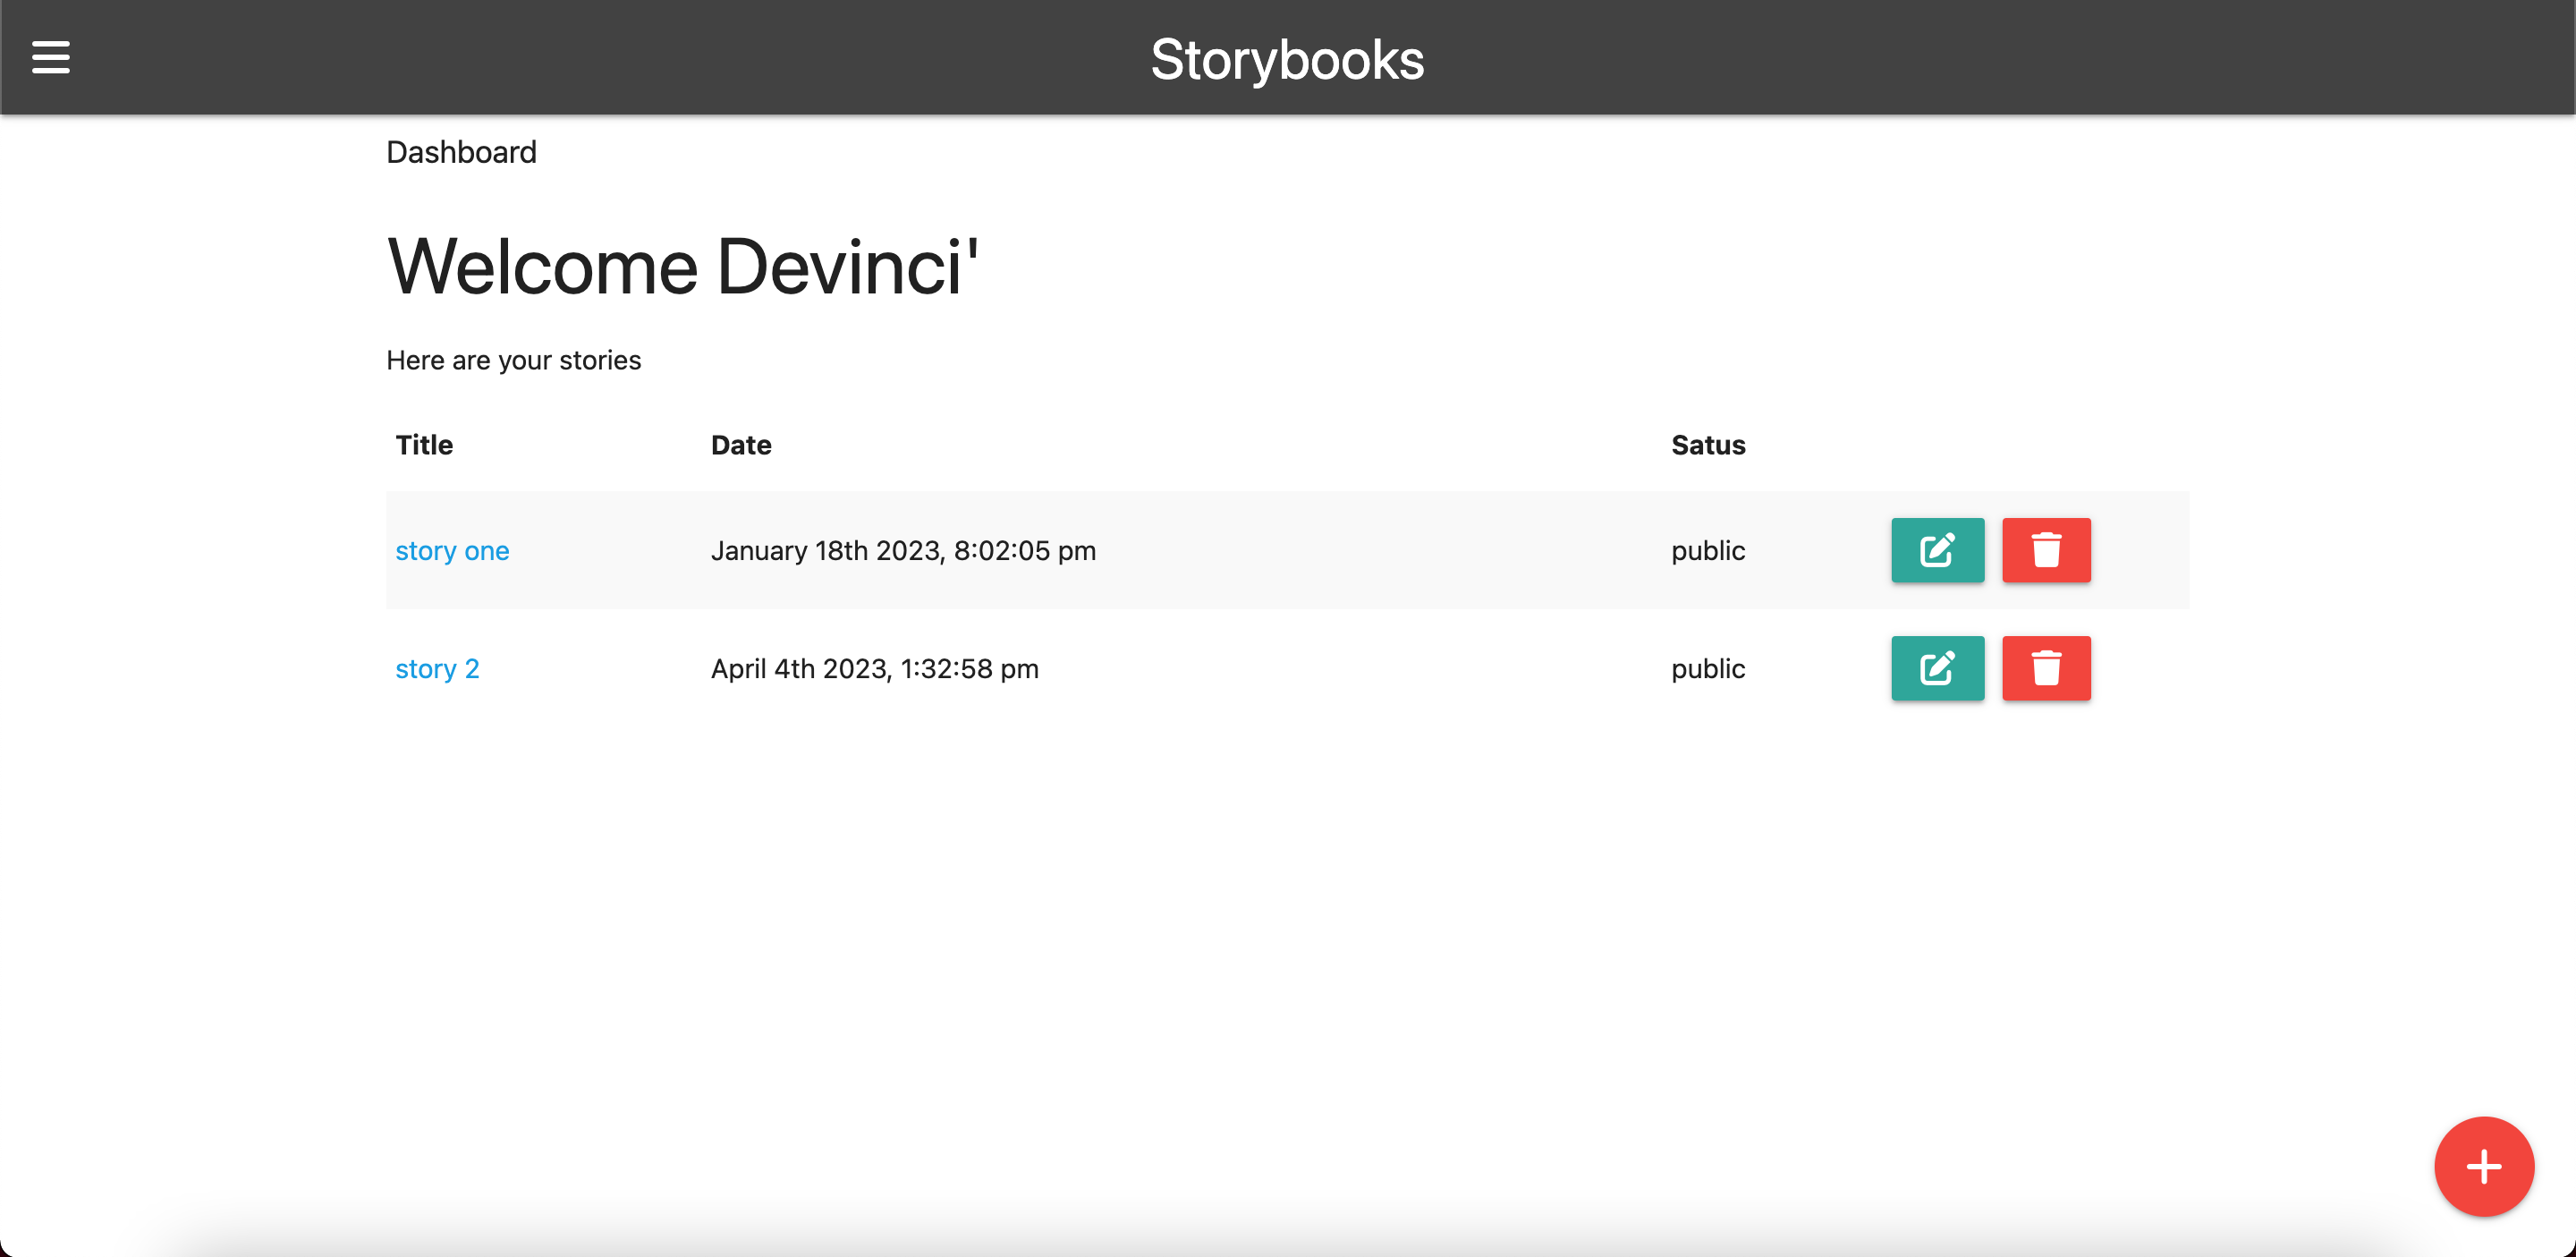 Storybooks
Dashboard
Welcome Devinci'
Here are your stories
Title Date Satus
story one January 18th 2023, 8:02:05 pm public
story 2 April 4th 2023, 1:32:58 pm public